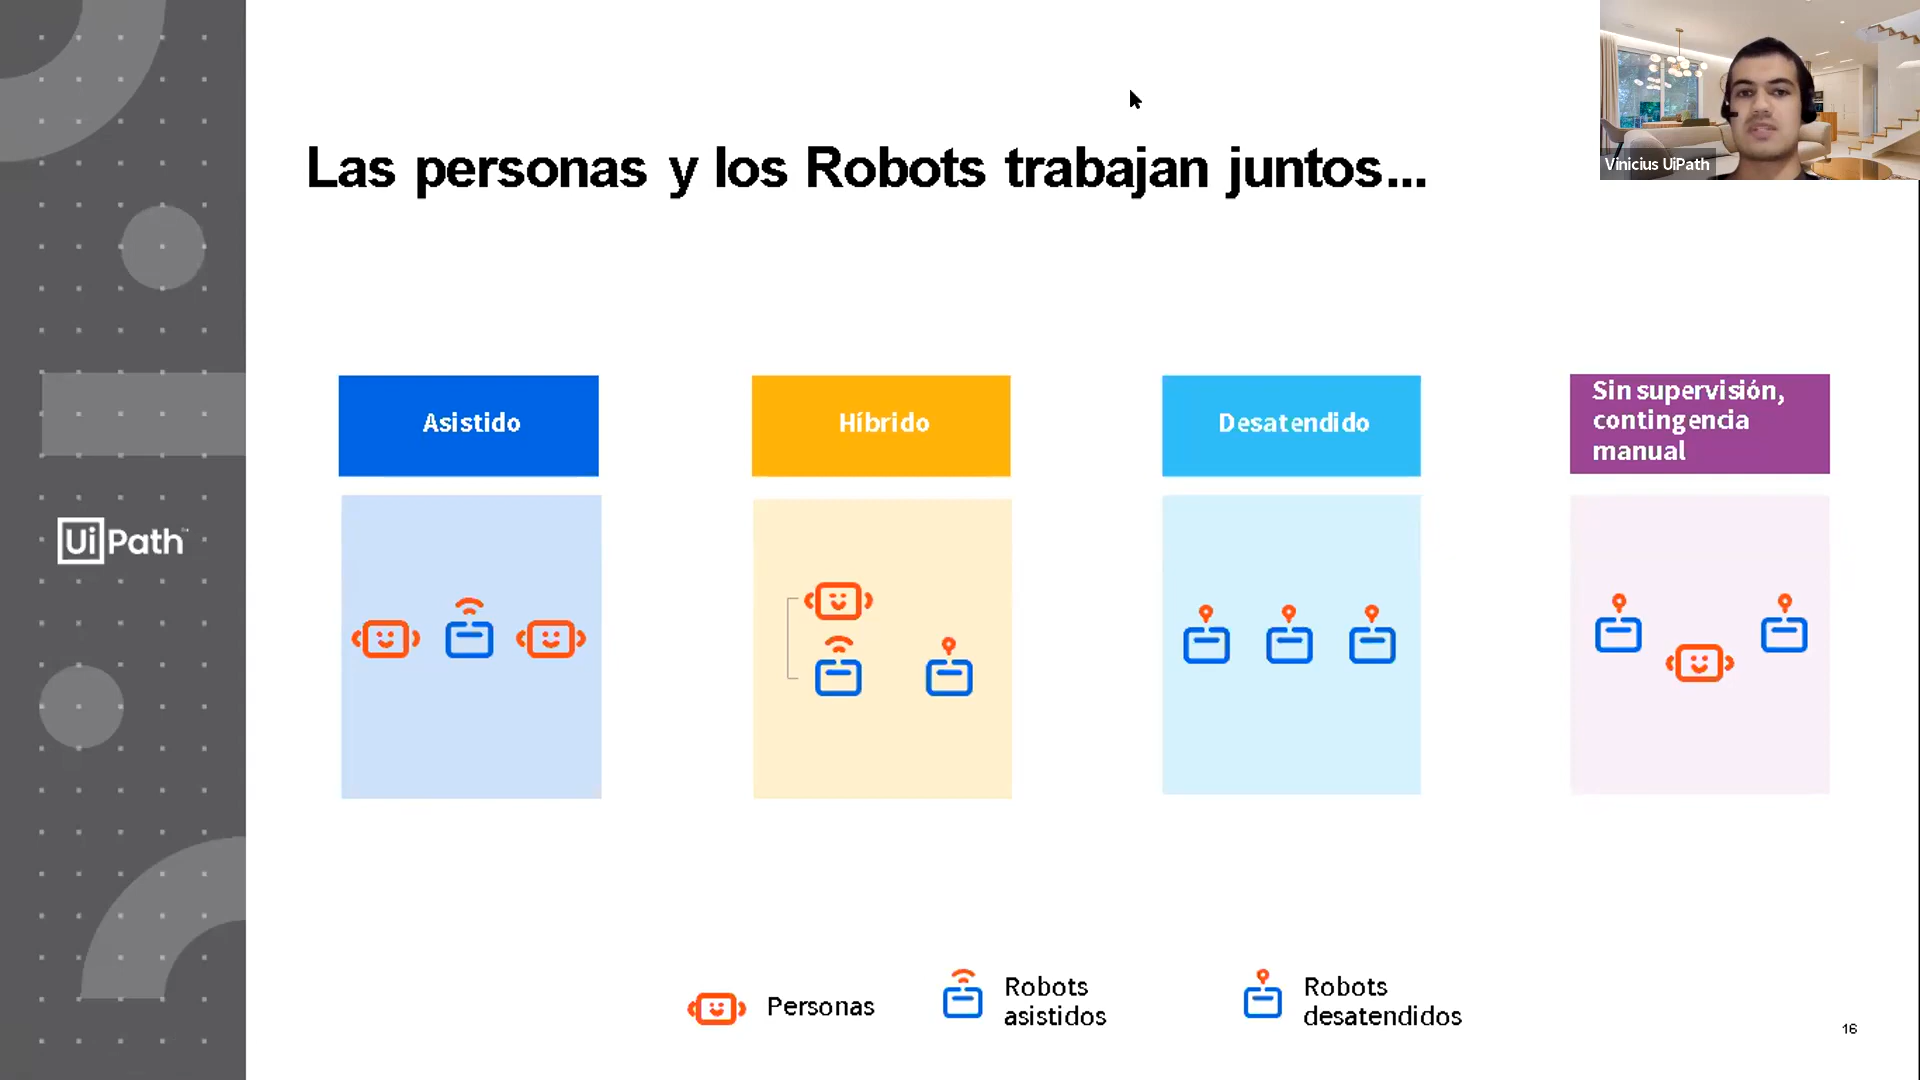 Vinicius UiPath
Las personas y los Robots trabajan juntos...
Asistido
Híbrido
Desatendido
Sin supervisión,
contingencia
manual
UiPath
Personas
Robots
asistidos
Robots
desatendidos
16